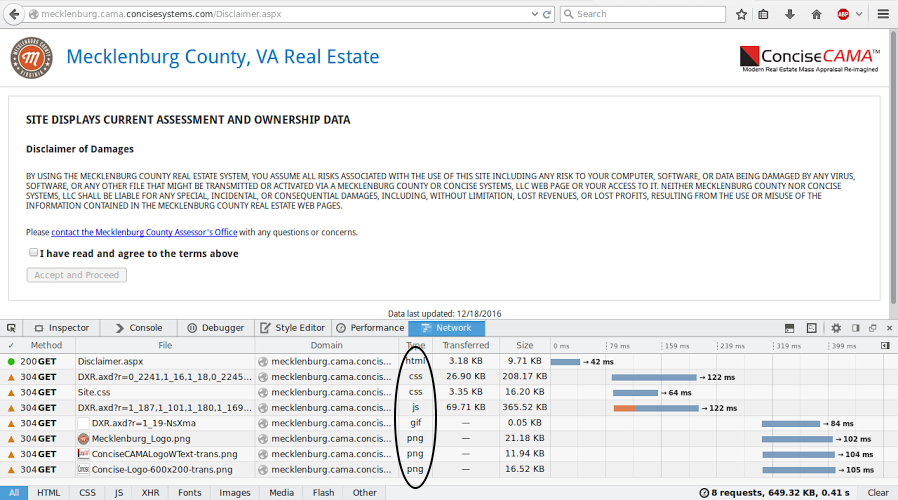 mecklenburg.cama.concisesystems.com/Disclaimer.aspx Search ABP
MECKLENBURG COUNTY M VIRGINIA Mecklenburg County, VA Real Estate ConciseCAMA™
Modern Real Estate Mass Appraisal Re-imagined
SITE DISPLAYS CURRENT ASSESSMENT AND OWNERSHIP DATA
Disclaimer of Damages
BY USING THE MECKLENBURG COUNTY REAL ESTATE SYSTEM, YOU ASSUME ALL RISKS ASSOCIATED WITH THE USE OF THIS SITE INCLUDING ANY RISK TO YOUR COMPUTER, SOFTWARE, OR DATA BEING DAMAGED BY ANY VIRUS,
SOFTWARE, OR ANY OTHER FILE THAT MIGHT BE TRANSMITTED OR ACTIVATED VIA A MECKLENBURG COUNTY OR CONCISE SYSTEMS, LLC WEB PAGE OR YOUR ACCESS TO IT. NEITHER MECKLENBURG COUNTY NOR CONCISE
SYSTEMS, LLC SHALL BE LIABLE FOR ANY SPECIAL, INCIDENTAL, OR CONSEQUENTIAL DAMAGES, INCLUDING, WITHOUT LIMITATION, LOST REVENUES, OR LOST PROFITS, RESULTING FROM THE USE OR MISUSE OF THE
INFORMATION CONTAINED IN THE MECKLENBURG COUNTY REAL ESTATE WEB PAGES.
Please contact the Mecklenburg County Assessor's Office with any questions or concerns.
I have read and agree to the terms above
Accept and Proceed
Data last updated: 12/18/2016
Inspector Console Debugger Style Editor Performance Network
✓ Method File Domain Type Transferred Size 0 ms 79 ms 159 ms 239 ms 319 ms 399 ms
200 GET Disclaimer.aspx mecklenburg.cama.concis... html 3.18 KB 9.71 KB → 42 ms
304 GET DXR.axd?r=0_2241,1_16,1_18,0_2245... mecklenburg.cama.concis... css 26.90 KB 208.17 KB → 122 ms
304 GET Site.css mecklenburg.cama.concis... css 3.35 KB 16.20 KB → 64 ms
304 GET DXR.axd?r=1_187,1_101,1_180,1_169... mecklenburg.cama.concis... js 69.71 KB 365.52 KB → 122 ms
304 GET DXR.axd?r=1_19-NsXma mecklenburg.cama.concis... gif — 0.05 KB → 84 ms
304 GET Mecklenburg_Logo.png mecklenburg.cama.concis... png — 21.18 KB → 102 ms
304 GET ConciseCAMALogoWText-trans.png mecklenburg.cama.concis... png — 11.94 KB → 104 ms
304 GET Concise-Logo-600x200-trans.png mecklenburg.cama.concis... png — 16.52 KB → 105 ms
All HTML CSS JS XHR Fonts Images Media Flash Other 8 requests, 649.32 KB, 0.41 s Clear